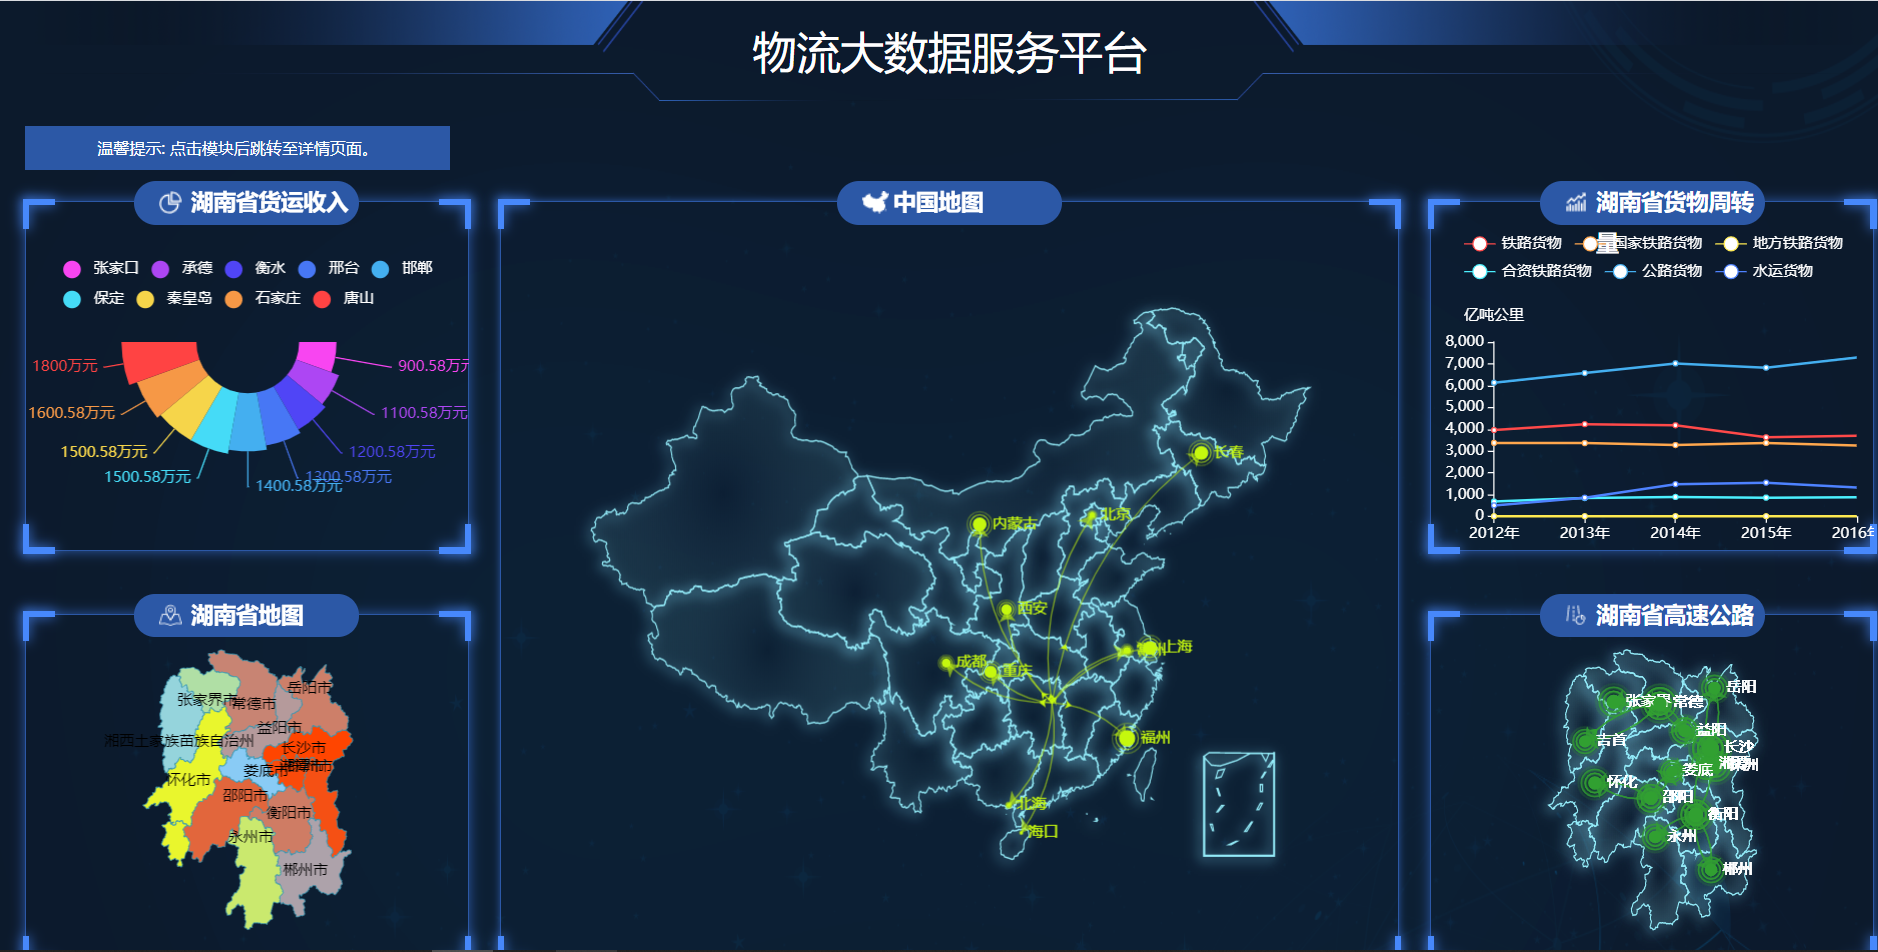 物流大数据服务平台
温馨提示: 点击模块后跳转至详情页面。
湖南省货运收入
张家口 承德 衡水 邢台 邯郸
保定 秦皇岛 石家庄 唐山
1800万元
900.58万元
1600.58万元
1100.58万元
1500.58万元
1200.58万元
1500.58万元
1300.58万元
1400.58万元
湖南省地图
岳阳市
张家界市
常德市
益阳市
湘西土家族苗族自治州
长沙市
娄底市
怀化市
邵阳市
衡阳市
永州市
郴州市
中国地图
长春
北京
内蒙古
西安
上海
成都
重庆
福州
北海
海口
湖南省货物周转
量
铁路货物 国家铁路货物 地方铁路货物
合资铁路货物 公路货物 水运货物
亿吨公里
8,000
7,000
6,000
5,000
4,000
3,000
2,000
1,000
0
2012年 2013年 2014年 2015年 2016年
湖南省高速公路
岳阳
张家界
常德
益阳
吉首
长沙
娄底
怀化
衡阳
永州
郴州